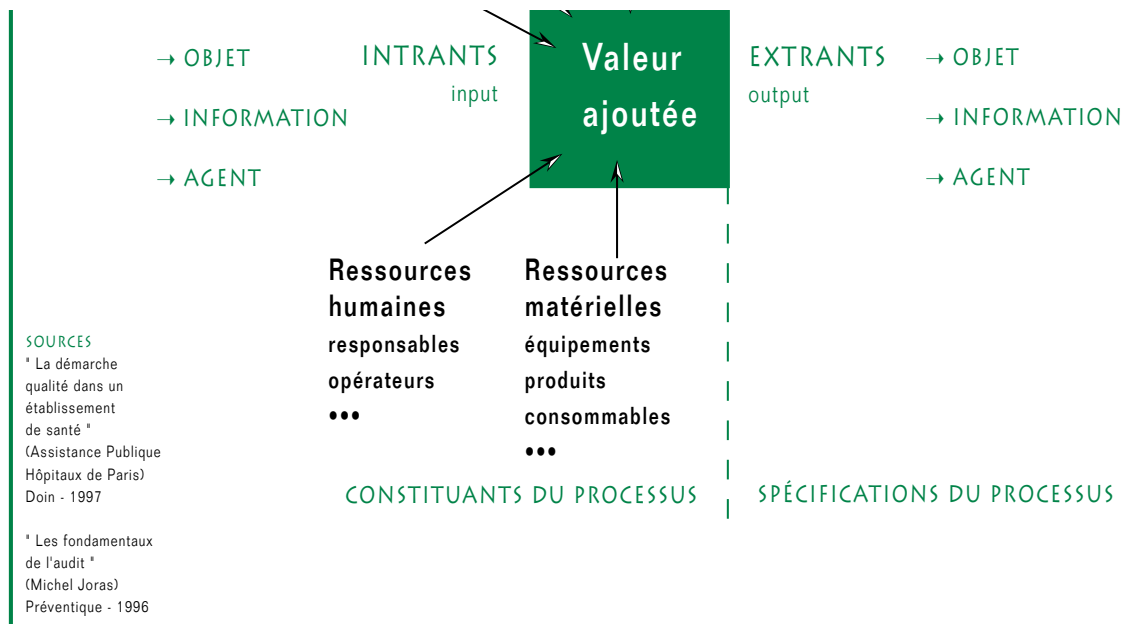 → OBJET
→ INFORMATION
→ AGENT
INTRANTS
input
Valeur
ajoutée
EXTRANTS
output
→ OBJET
→ INFORMATION
→ AGENT
Ressources
humaines
responsables
opérateurs
•••
Ressources
matérielles
équipements
produits
consommables
•••
CONSTITUANTS DU PROCESSUS
SPÉCIFICATIONS DU PROCESSUS
SOURCES
" La démarche
qualité dans un
établissement
de santé "
(Assistance Publique
Hôpitaux de Paris)
Doin - 1997
" Les fondamentaux
de l'audit "
(Michel Joras)
Préventique - 1996